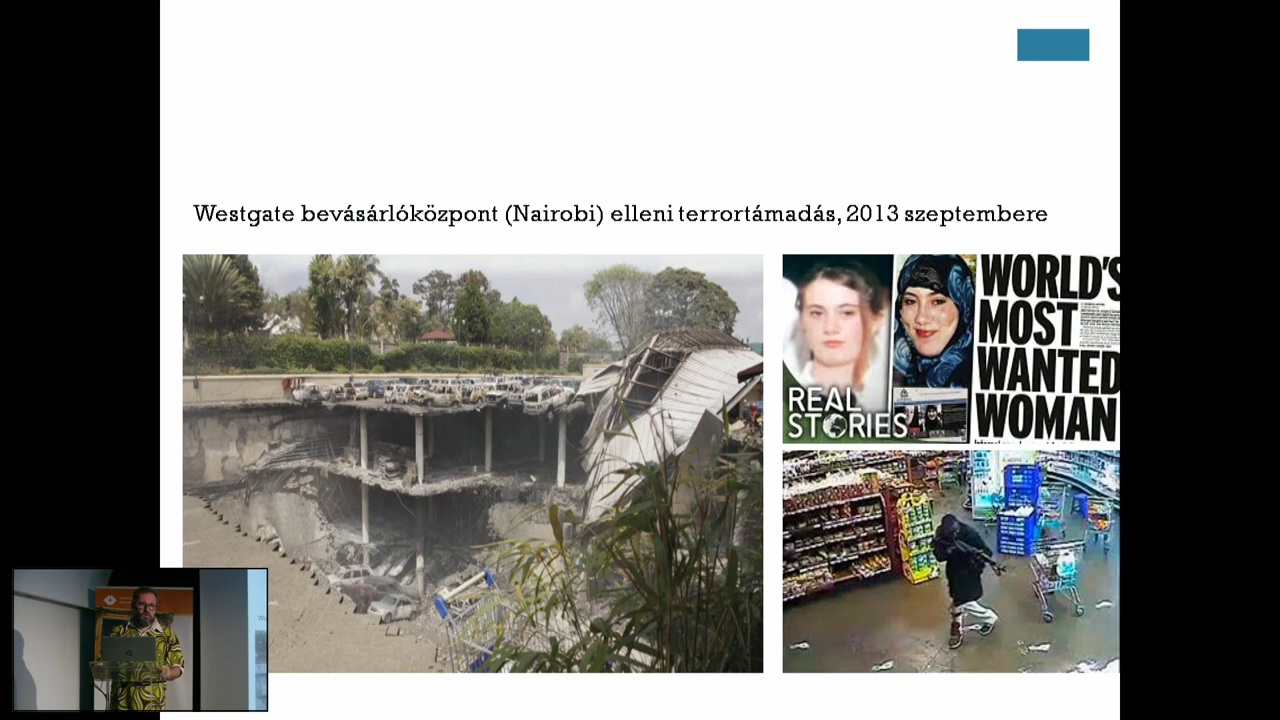 Westgate bevásárlóközpont (Nairobi) elleni terrortámadás, 2013 szeptembere
WORLD'S
MOST
WANTED
WOMAN
REAL
STORIES